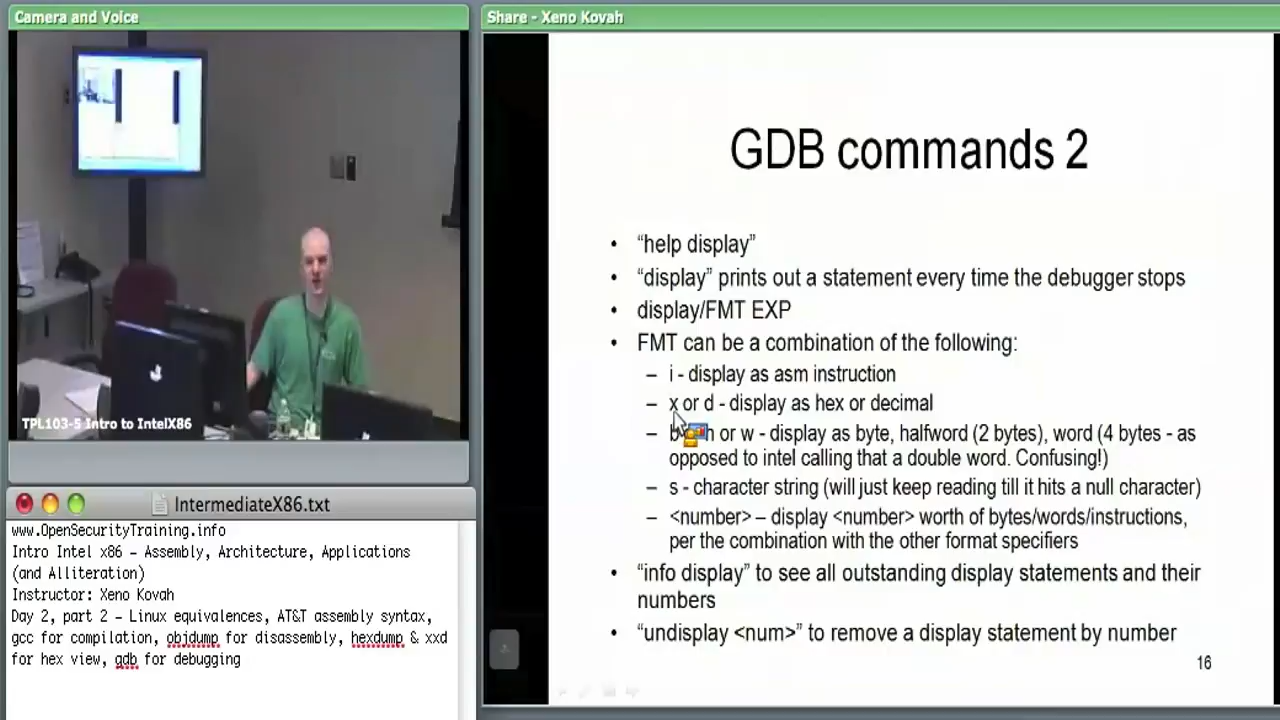 Camera and Voice
TPL103-5 Intro to IntelX86
IntermediateX86.txt
www.OpenSecurityTraining.info
Intro Intel x86 – Assembly, Architecture, Applications
(and Alliteration)
Instructor: Xeno Kovah
Day 2, part 2 – Linux equivalences, AT&T assembly syntax,
gcc for compilation, objdump for disassembly, hexdump & xxd
for hex view, gdb for debugging
Share - Xeno Kovah
GDB commands 2
• “help display”
• “display” prints out a statement every time the debugger stops
• display/FMT EXP
• FMT can be a combination of the following:
– i - display as asm instruction
– x or d - display as hex or decimal
– b or h or w - display as byte, halfword (2 bytes), word (4 bytes - as
opposed to intel calling that a double word. Confusing!)
– s - character string (will just keep reading till it hits a null character)
– <number> – display <number> worth of bytes/words/instructions,
per the combination with the other format specifiers
• “info display” to see all outstanding display statements and their
numbers
• “undisplay <num>” to remove a display statement by number
16